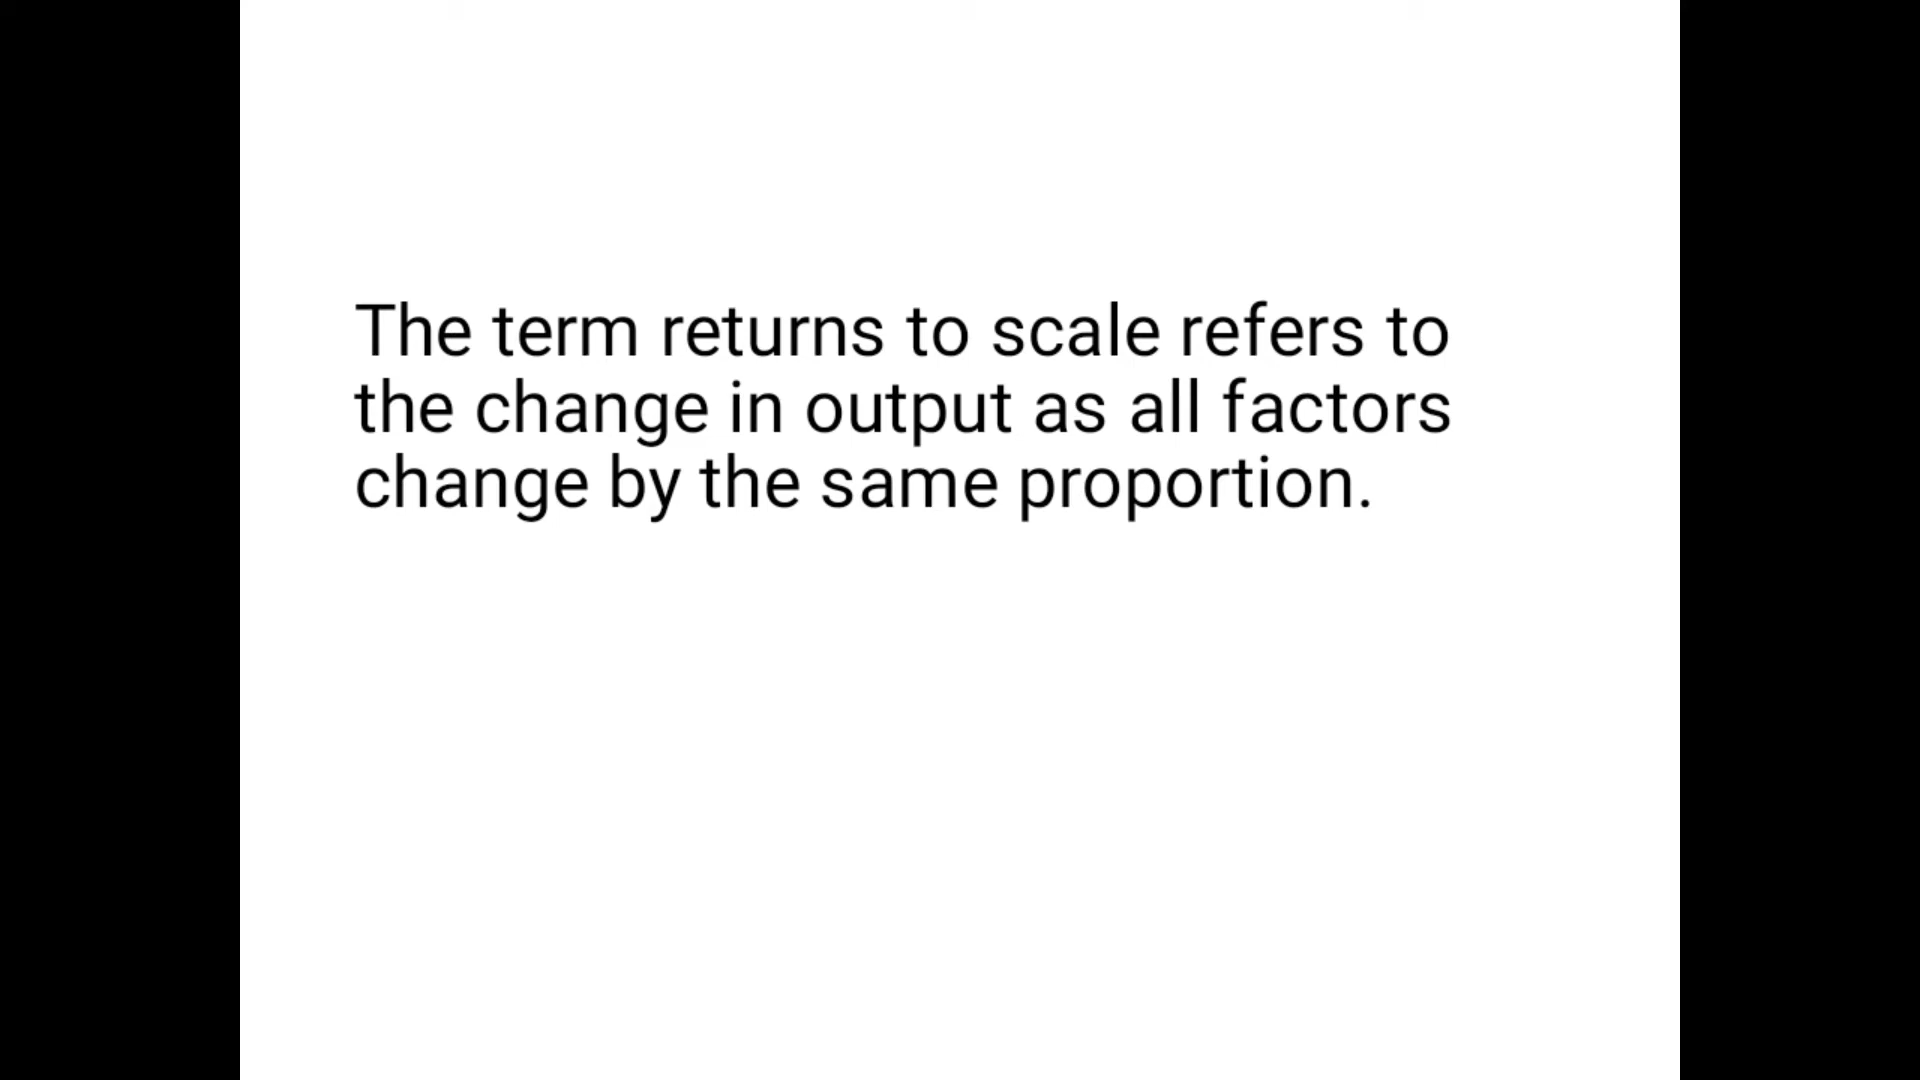 The term returns to scale refers to
the change in output as all factors
change by the same proportion.